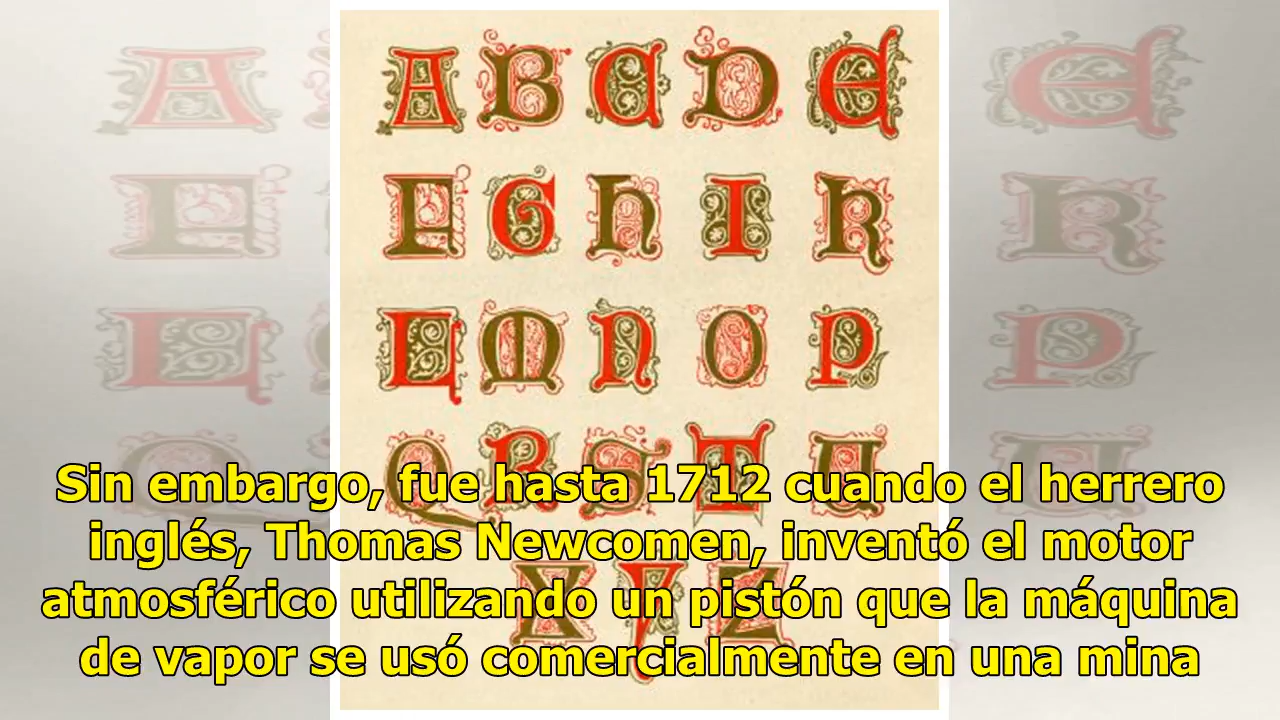 A B C D E
F G H I K
L M N O P
Q R S T U
X Y Z
Sin embargo, fue hasta 1712 cuando el herrero
inglés, Thomas Newcomen, inventó el motor
atmosférico utilizando un pistón que la máquina
de vapor se usó comercialmente en una mina